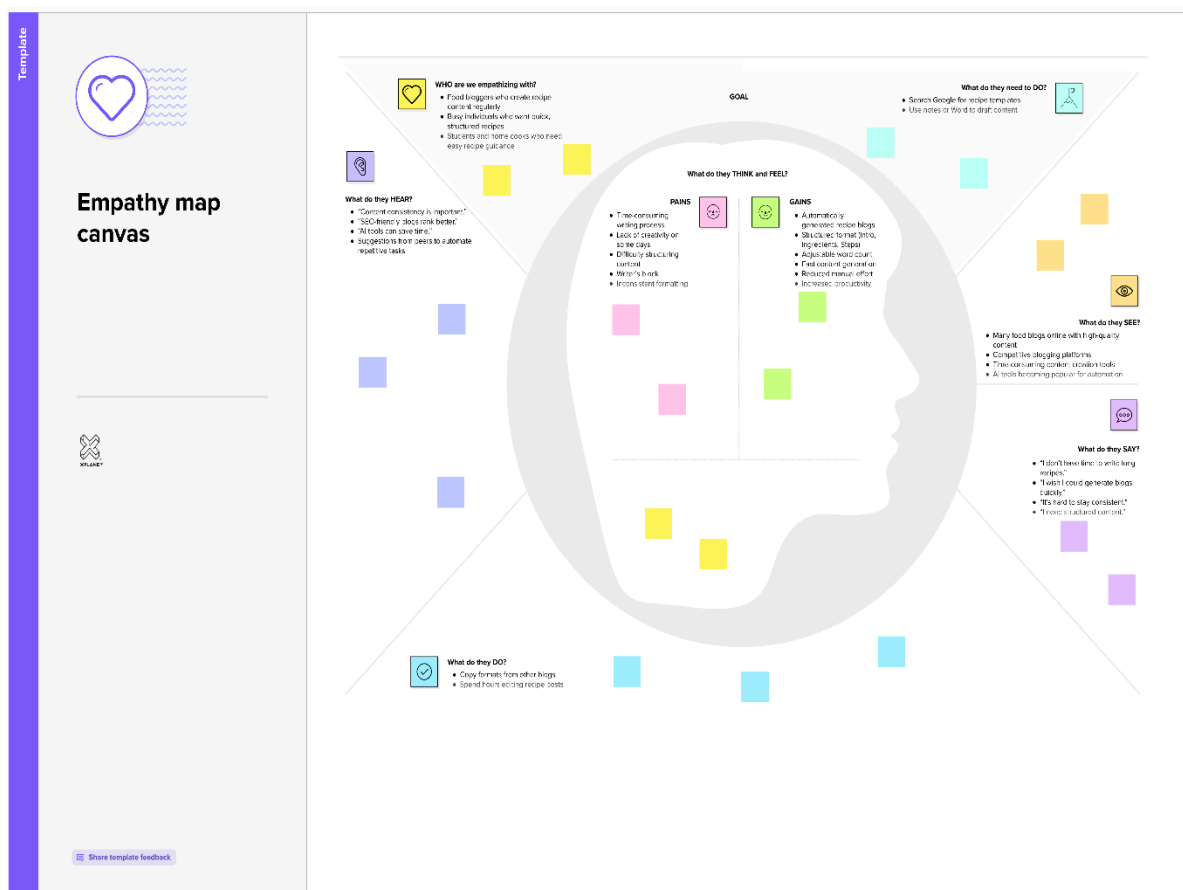 Template
Empathy map
canvas
XPLANE
Share template feedback
WHO are we empathizing with?
• Food bloggers who create recipe
content regularly
• Busy individuals who want quick,
structured recipes
• Students and home cooks who need
easy recipe guidance
GOAL
What do they need to DO?
• Search Google for recipe templates
• Use notes or Word to draft content
What do they HEAR?
• "Content consistency is important."
• "SEO-friendly blogs rank better."
• "AI tools can save time."
• Suggestions from peers to automate
repetitive tasks
What do they THINK and FEEL?
PAINS
• Time-consuming
writing process
• Lack of creativity on
some days
• Difficulty structuring
content
• Writer's block
• Inconsistent formatting
GAINS
• Automatically
generated recipe blogs
• Structured format (Intro,
Ingredients, Steps)
• Adjustable word count
• Fast content generation
• Reduced manual effort
• Increased productivity
What do they SEE?
• Many food blogs online with high-quality
content
• Competitive blogging platforms
• Time-consuming content creation tools
• AI tools becoming popular for automation
What do they SAY?
• "I don't have time to write long
recipes."
• "I wish I could generate blogs
quickly."
• "It's hard to stay consistent."
• "I need structured content."
What do they DO?
• Copy formats from other blogs
• Spend hours editing recipe posts